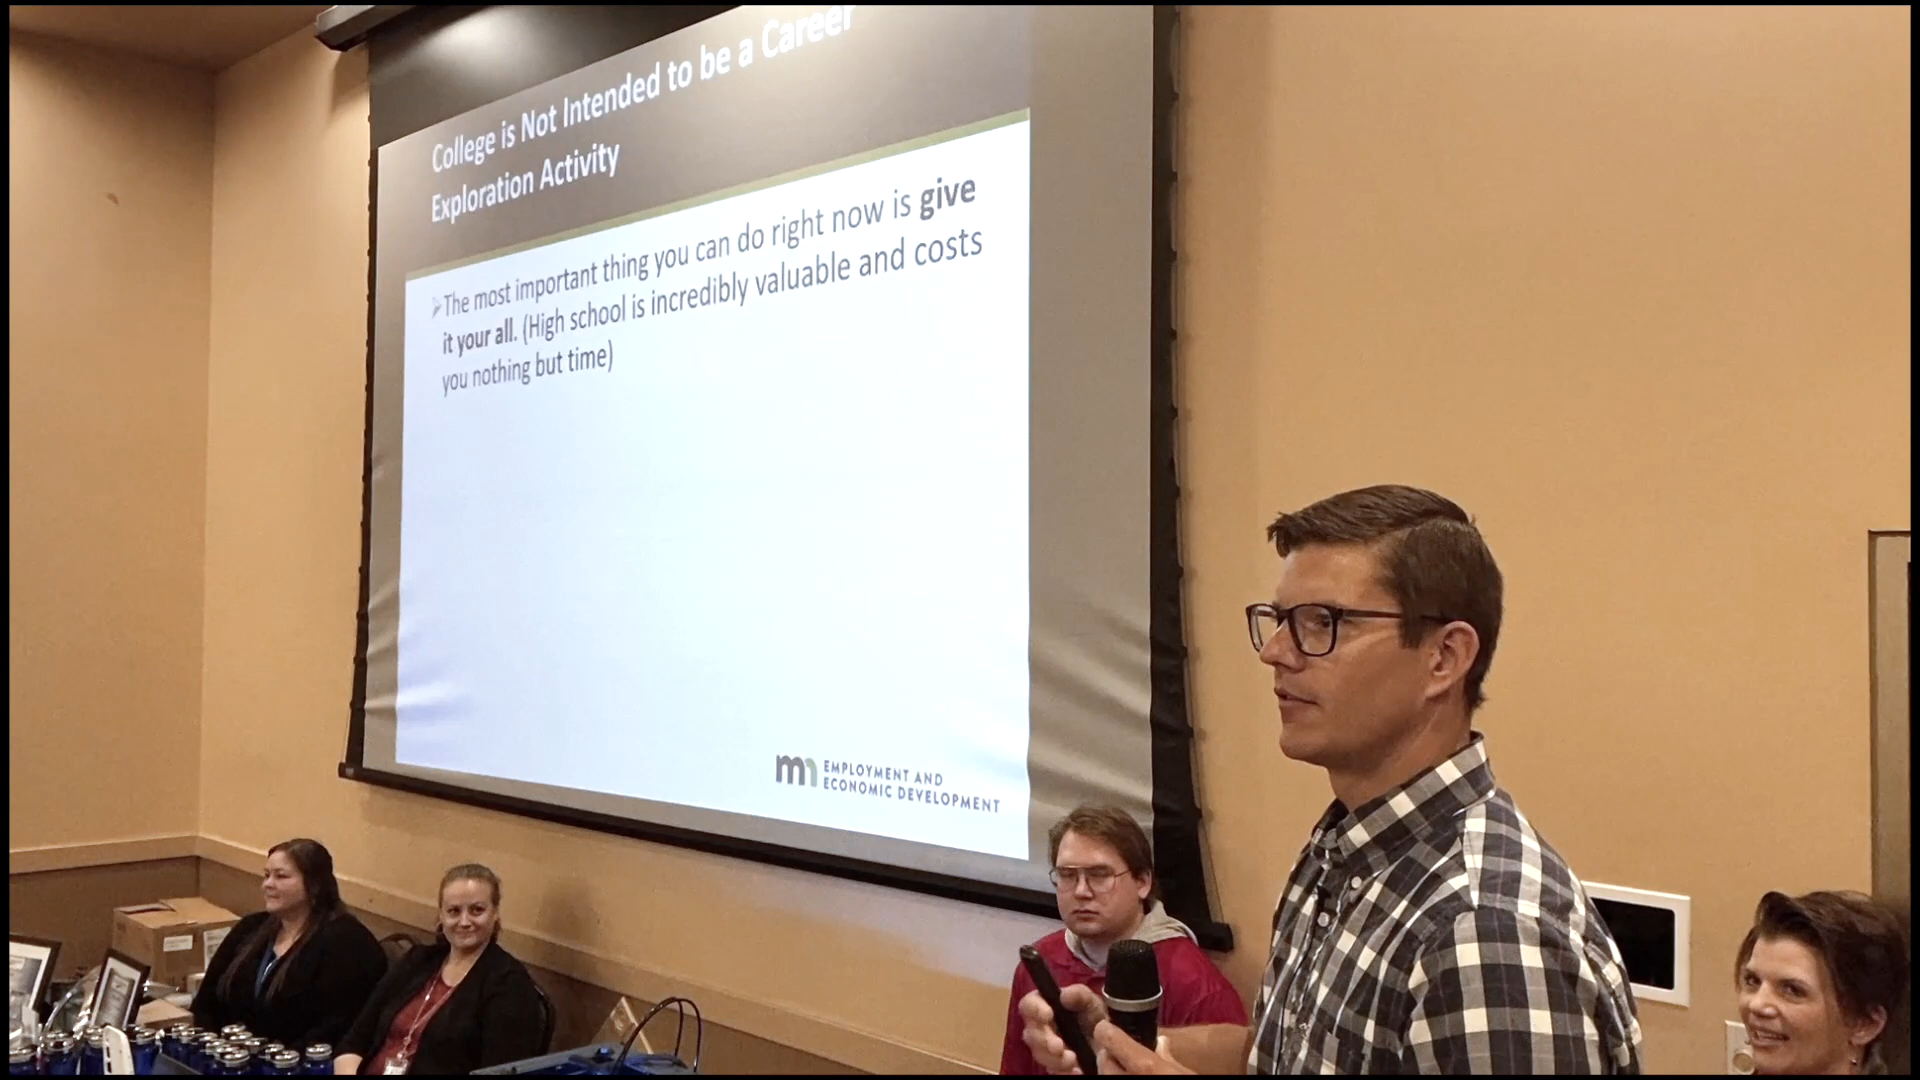 College is Not Intended to be a Career
Exploration Activity
The most important thing you can do right now is give
it your all. (High school is incredibly valuable and costs
you nothing but time)
mn EMPLOYMENT AND
ECONOMIC DEVELOPMENT